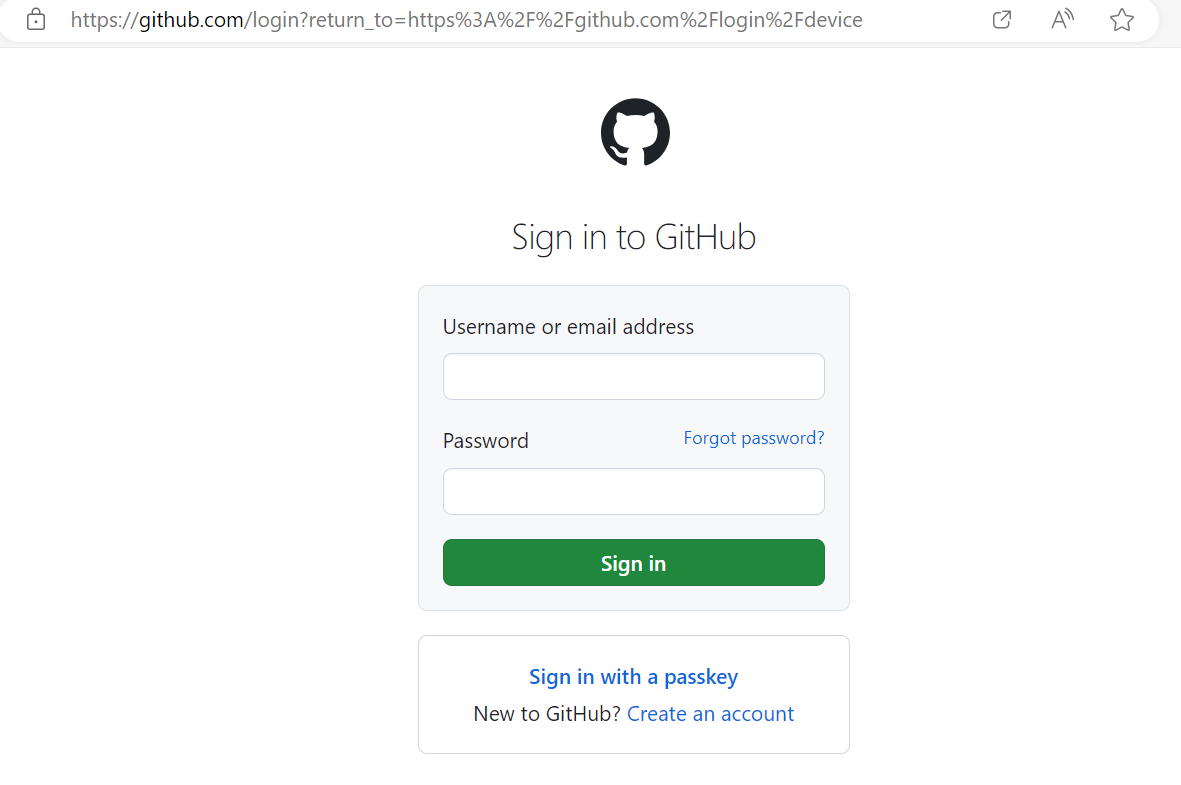 https://github.com/login?return_to=https%3A%2F%2Fgithub.com%2Flogin%2Fdevice
Sign in to GitHub
Username or email address
Password Forgot password?
Sign in
Sign in with a passkey
New to GitHub? Create an account